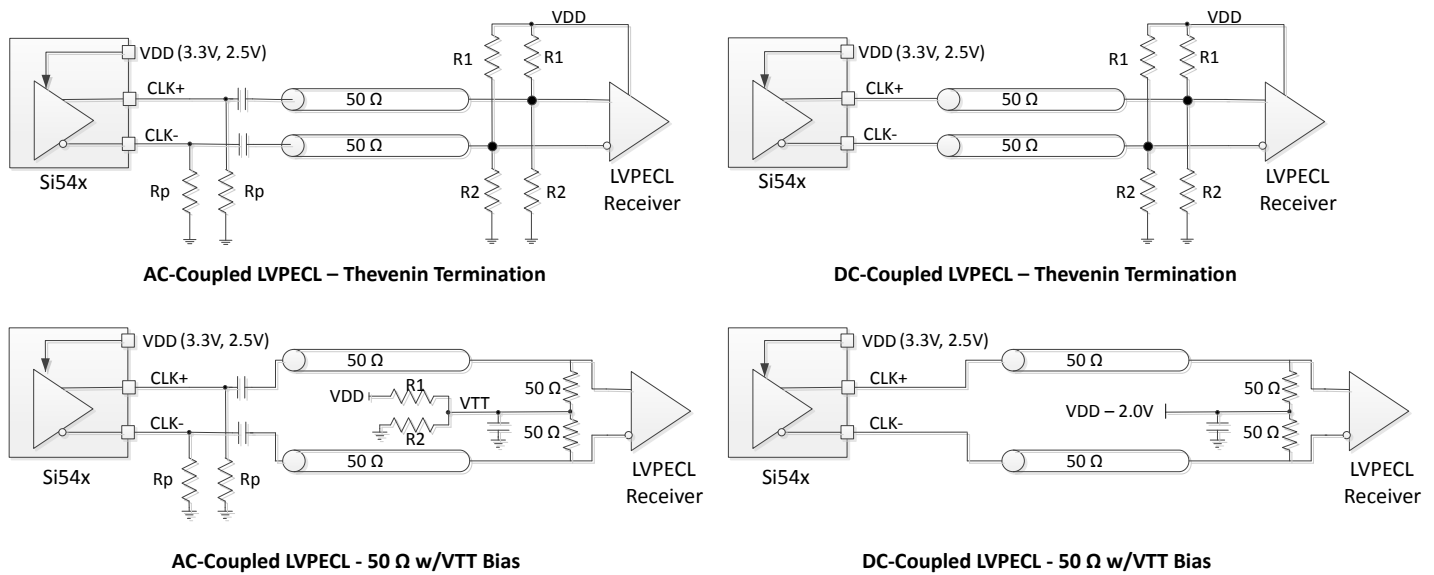 VDD
R1
R1
VDD (3.3V, 2.5V)
CLK+
50 Ω
CLK-
50 Ω
Si54x
Rp
Rp
R2
R2
LVPECL
Receiver
AC-Coupled LVPECL – Thevenin Termination
VDD
R1
R1
VDD (3.3V, 2.5V)
CLK+
50 Ω
CLK-
50 Ω
Si54x
R2
R2
LVPECL
Receiver
DC-Coupled LVPECL – Thevenin Termination
VDD (3.3V, 2.5V)
50 Ω
CLK+
R1
VDD
VTT
50 Ω
50 Ω
R2
CLK-
50 Ω
Si54x
Rp
Rp
LVPECL
Receiver
AC-Coupled LVPECL - 50 Ω w/VTT Bias
VDD (3.3V, 2.5V)
50 Ω
CLK+
50 Ω
VDD – 2.0V
50 Ω
CLK-
50 Ω
Si54x
LVPECL
Receiver
DC-Coupled LVPECL - 50 Ω w/VTT Bias